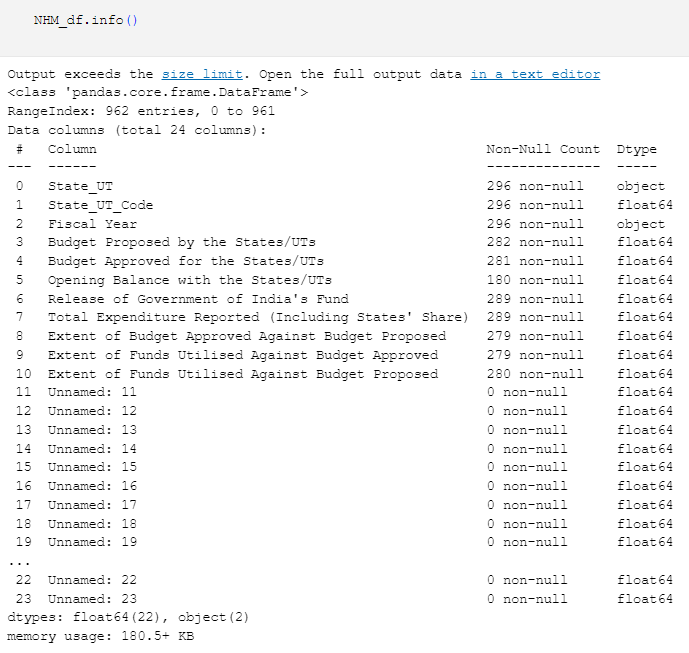 NHM_df.info()
Output exceeds the size limit. Open the full output data in a text editor
<class 'pandas.core.frame.DataFrame'>
RangeIndex: 962 entries, 0 to 961
Data columns (total 24 columns):
 #   Column                                              Non-Null Count  Dtype
---  ------                                              --------------  -----
 0   State_UT                                            296 non-null    object
 1   State_UT_Code                                       296 non-null    float64
 2   Fiscal Year                                         296 non-null    object
 3   Budget Proposed by the States/UTs                   282 non-null    float64
 4   Budget Approved for the States/UTs                  281 non-null    float64
 5   Opening Balance with the States/UTs                 180 non-null    float64
 6   Release of Government of India's Fund               289 non-null    float64
 7   Total Expenditure Reported (Including States' Share)  289 non-null    float64
 8   Extent of Budget Approved Against Budget Proposed   279 non-null    float64
 9   Extent of Funds Utilised Against Budget Approved    279 non-null    float64
 10  Extent of Funds Utilised Against Budget Proposed    280 non-null    float64
 11  Unnamed: 11                                         0 non-null      float64
 12  Unnamed: 12                                         0 non-null      float64
 13  Unnamed: 13                                         0 non-null      float64
 14  Unnamed: 14                                         0 non-null      float64
 15  Unnamed: 15                                         0 non-null      float64
 16  Unnamed: 16                                         0 non-null      float64
 17  Unnamed: 17                                         0 non-null      float64
 18  Unnamed: 18                                         0 non-null      float64
 19  Unnamed: 19                                         0 non-null      float64
...
 22  Unnamed: 22                                         0 non-null      float64
 23  Unnamed: 23                                         0 non-null      float64
dtypes: float64(22), object(2)
memory usage: 180.5+ KB